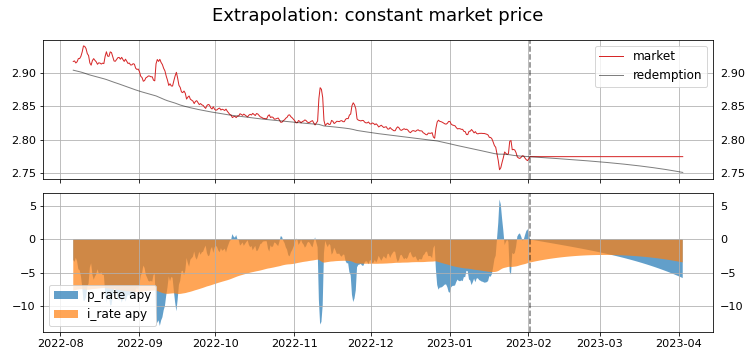 Extrapolation: constant market price
2.90 2.90
2.85 2.85
2.80 2.80
2.75 2.75
market
redemption
5 5
0 0
−5 −5
−10 −10
p_rate apy
i_rate apy
2022-08 2022-09 2022-10 2022-11 2022-12 2023-01 2023-02 2023-03 2023-04